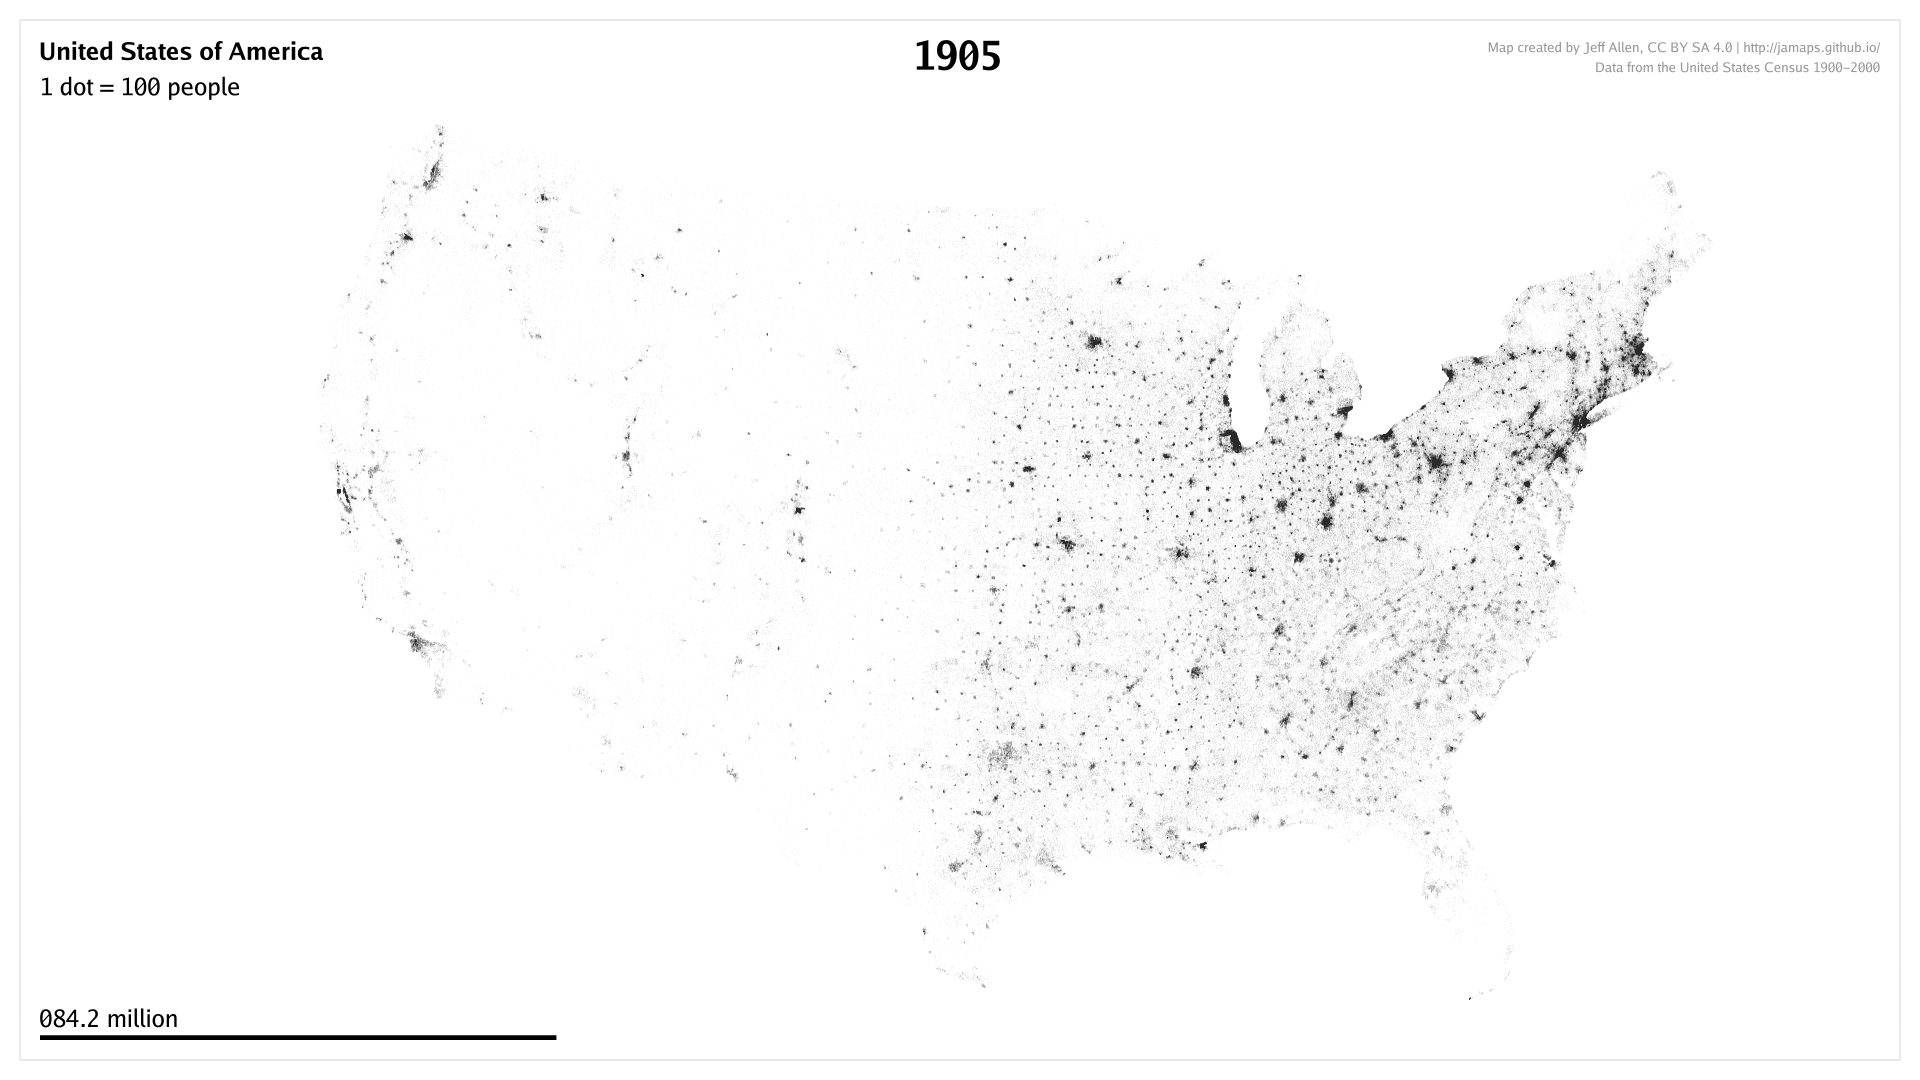 United States of America
1 dot = 100 people
1905
Map created by Jeff Allen, CC BY SA 4.0 | http://jamaps.github.io/
Data from the United States Census 1900–2000
084.2 million